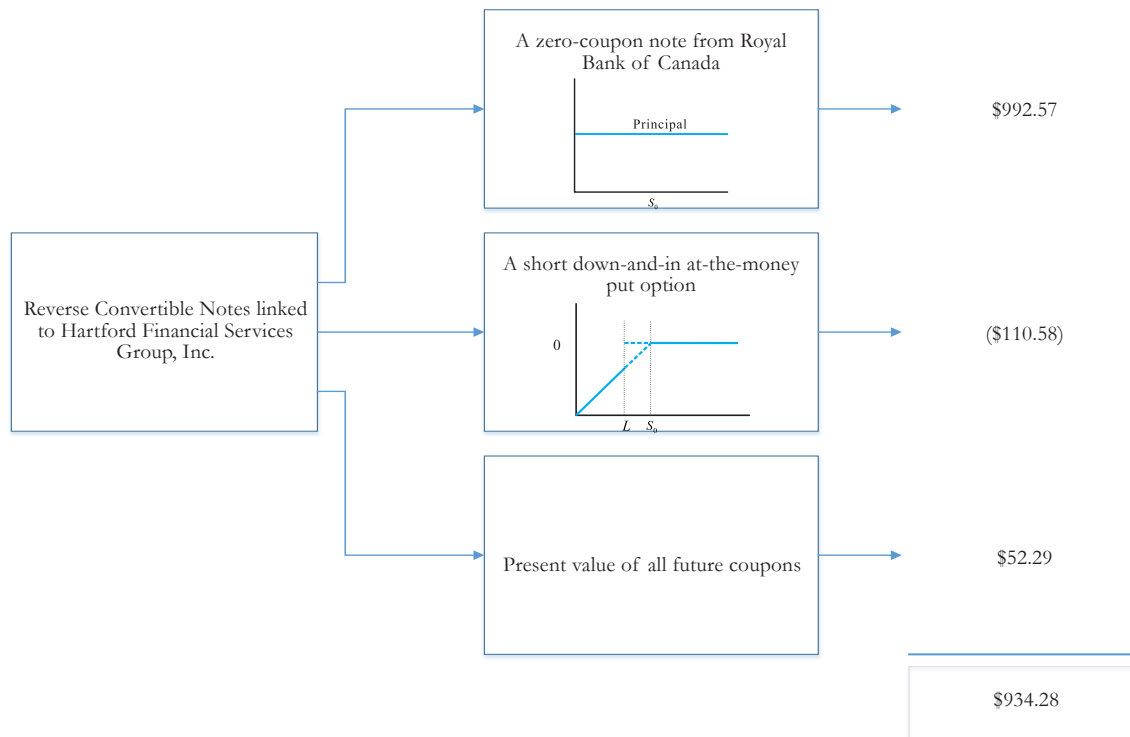 A zero-coupon note from Royal
Bank of Canada
Principal
S₀
$992.57
Reverse Convertible Notes linked
to Hartford Financial Services
Group, Inc.
A short down-and-in at-the-money
put option
0
L S₀
($110.58)
Present value of all future coupons
$52.29
$934.28